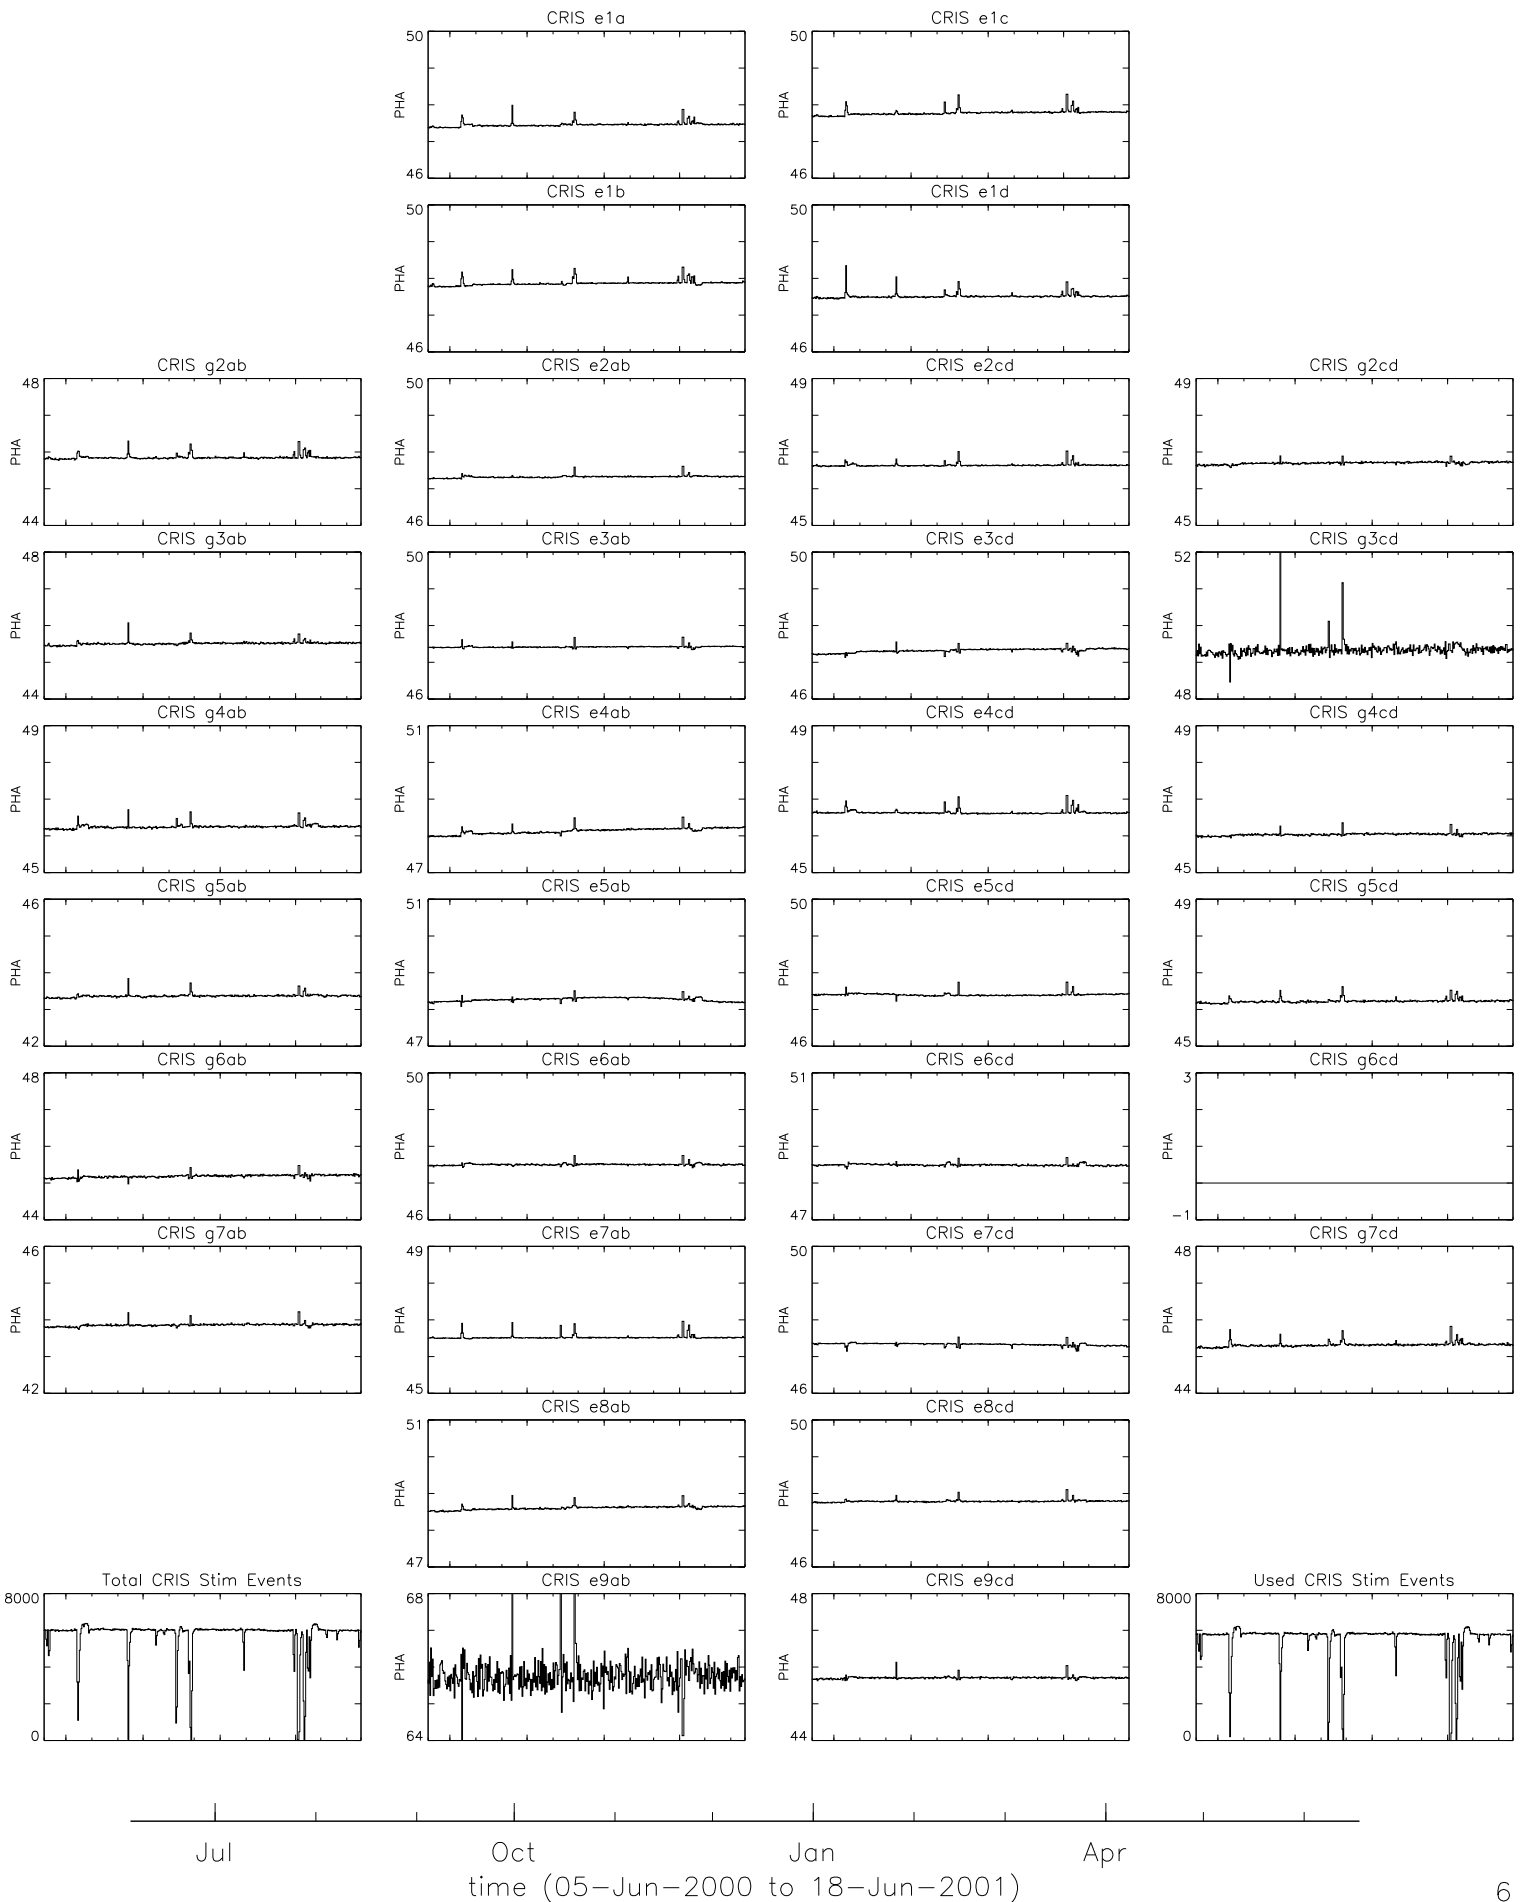 CRIS e1a
CRIS e1c
50
PHA
46
50
PHA
46
CRIS e1b
CRIS e1d
50
PHA
46
50
PHA
46
CRIS g2ab
CRIS e2ab
CRIS e2cd
CRIS g2cd
48
PHA
44
50
PHA
46
49
PHA
45
49
PHA
45
CRIS g3ab
CRIS e3ab
CRIS e3cd
CRIS g3cd
48
PHA
44
50
PHA
46
50
PHA
46
52
PHA
48
CRIS g4ab
CRIS e4ab
CRIS e4cd
CRIS g4cd
49
PHA
45
51
PHA
47
49
PHA
45
49
PHA
45
CRIS g5ab
CRIS e5ab
CRIS e5cd
CRIS g5cd
46
PHA
42
51
PHA
47
50
PHA
46
49
PHA
45
CRIS g6ab
CRIS e6ab
CRIS e6cd
CRIS g6cd
48
PHA
44
50
PHA
46
51
PHA
47
3
PHA
−1
CRIS g7ab
CRIS e7ab
CRIS e7cd
CRIS g7cd
46
PHA
42
49
PHA
45
50
PHA
46
48
PHA
44
CRIS e8ab
CRIS e8cd
51
PHA
47
50
PHA
46
Total CRIS Stim Events
CRIS e9ab
CRIS e9cd
Used CRIS Stim Events
8000
0
68
PHA
64
48
PHA
44
8000
0
Jul
Oct
Jan
Apr
time (05−Jun−2000 to 18−Jun−2001)
6